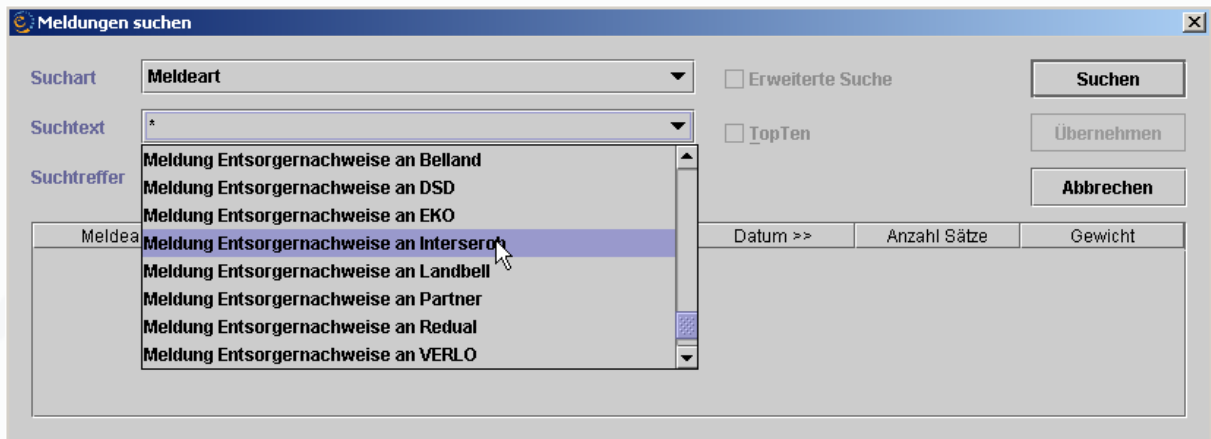 Meldungen suchen
Suchart Meldeart Erweiterte Suche Suchen
Suchtext * TopTen Übernehmen
Meldung Entsorgernachweise an Belland
Suchtreffer Meldung Entsorgernachweise an DSD Abbrechen
Meldung Entsorgernachweise an EKO
Meldea Datum >> Anzahl Sätze Gewicht
Meldung Entsorgernachweise an Interseroh
Meldung Entsorgernachweise an Landbell
Meldung Entsorgernachweise an Partner
Meldung Entsorgernachweise an Redual
Meldung Entsorgernachweise an VERLO